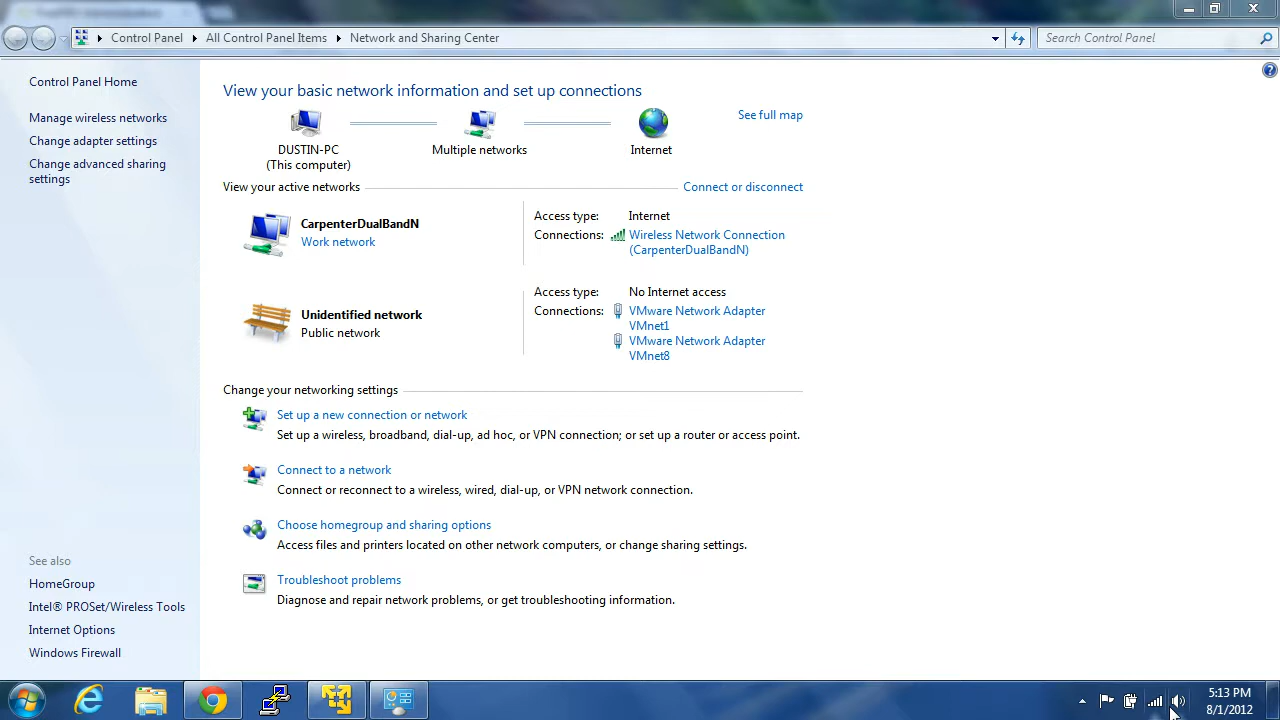 Control Panel
All Control Panel Items
Network and Sharing Center
Search Control Panel
Control Panel Home
Manage wireless networks
Change adapter settings
Change advanced sharing
settings
View your basic network information and set up connections
See full map
DUSTIN-PC
(This computer)
Multiple networks
Internet
View your active networks
Connect or disconnect
CarpenterDualBandN
Work network
Access type: Internet
Connections: Wireless Network Connection
(CarpenterDualBandN)
Unidentified network
Public network
Access type: No Internet access
Connections: VMware Network Adapter
VMnet1
VMware Network Adapter
VMnet8
Change your networking settings
Set up a new connection or network
Set up a wireless, broadband, dial-up, ad hoc, or VPN connection; or set up a router or access point.
Connect to a network
Connect or reconnect to a wireless, wired, dial-up, or VPN network connection.
Choose homegroup and sharing options
Access files and printers located on other network computers, or change sharing settings.
Troubleshoot problems
Diagnose and repair network problems, or get troubleshooting information.
See also
HomeGroup
Intel® PROSet/Wireless Tools
Internet Options
Windows Firewall
5:13 PM
8/1/2012